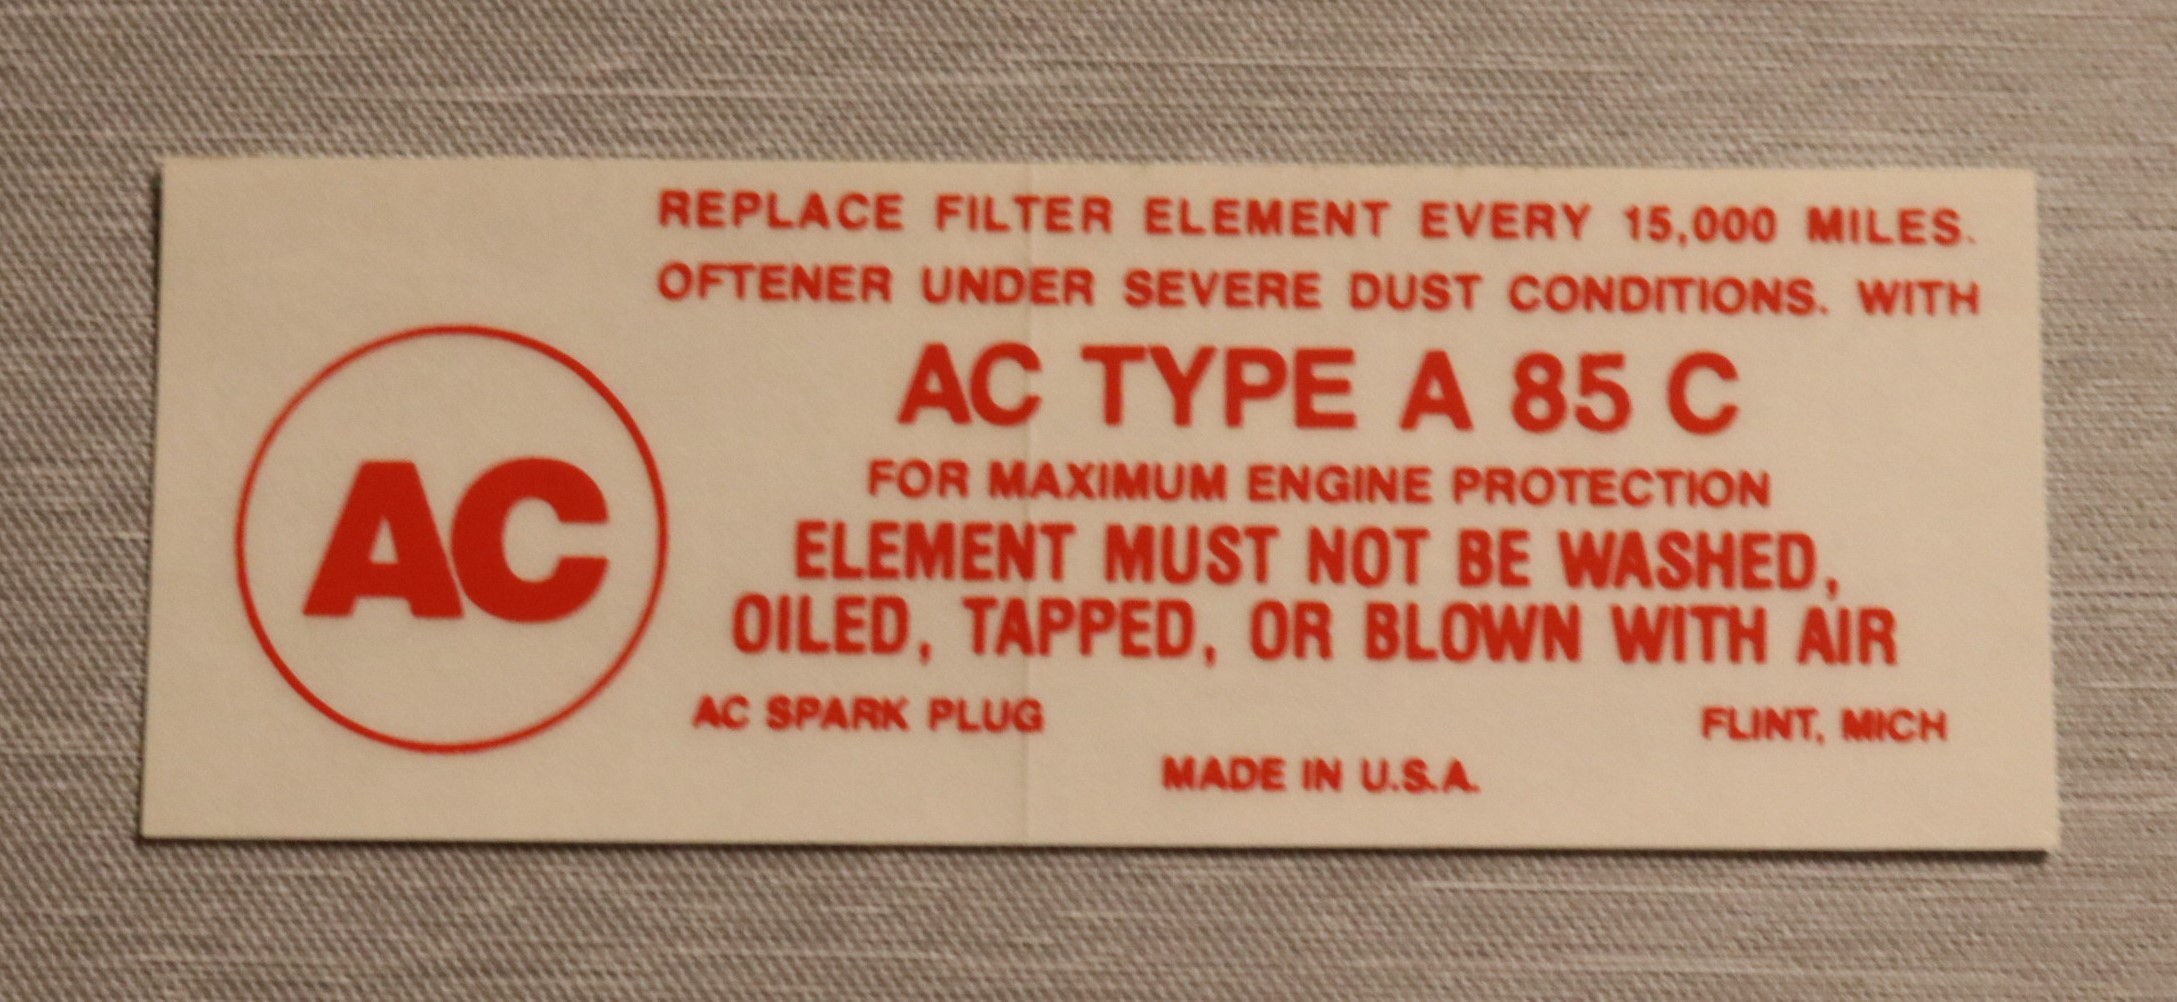 REPLACE FILTER ELEMENT EVERY 15,000 MILES.
OFTENER UNDER SEVERE DUST CONDITIONS. WITH
AC TYPE A 85 C
FOR MAXIMUM ENGINE PROTECTION
ELEMENT MUST NOT BE WASHED,
OILED, TAPPED, OR BLOWN WITH AIR
AC
AC SPARK PLUG FLINT, MICH
MADE IN U.S.A.